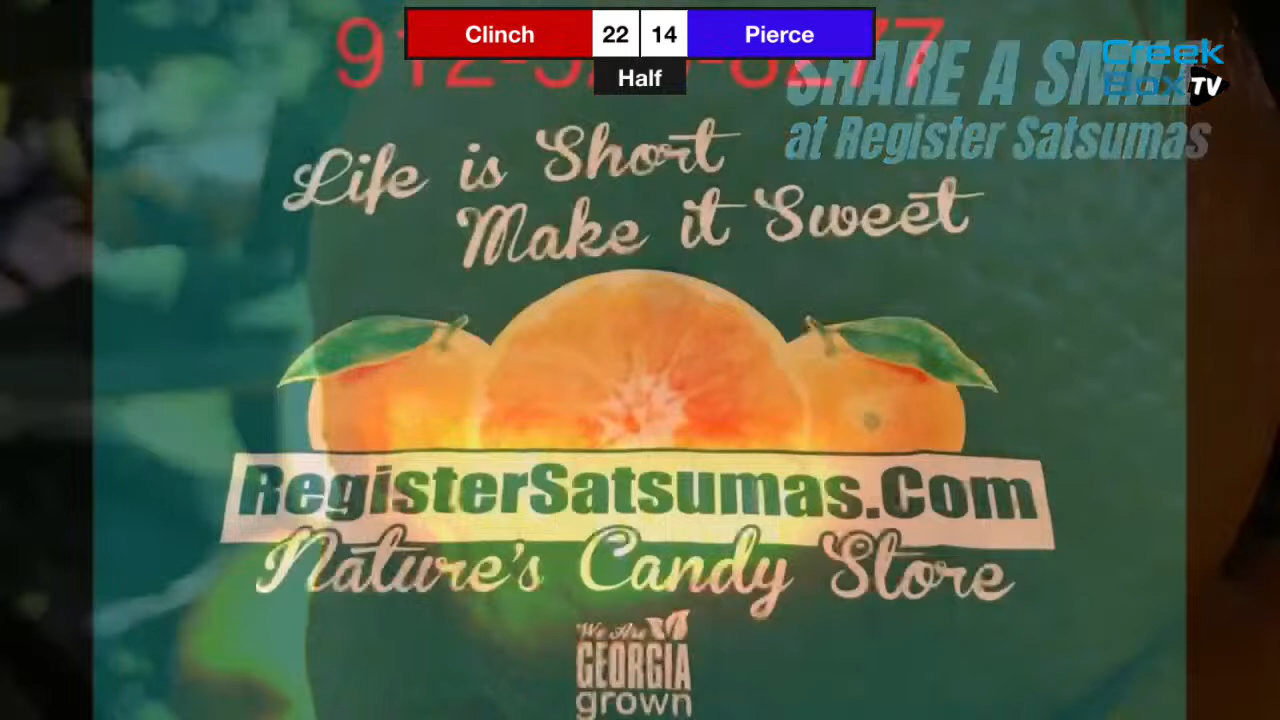 Clinch 22 14 Pierce
Half
SHARE A SMILE
at Register Satsumas
Creek
Box TV
Life is Short
Make it Sweet
RegisterSatsumas.Com
Nature's Candy Store
We Are
GEORGIA
grown